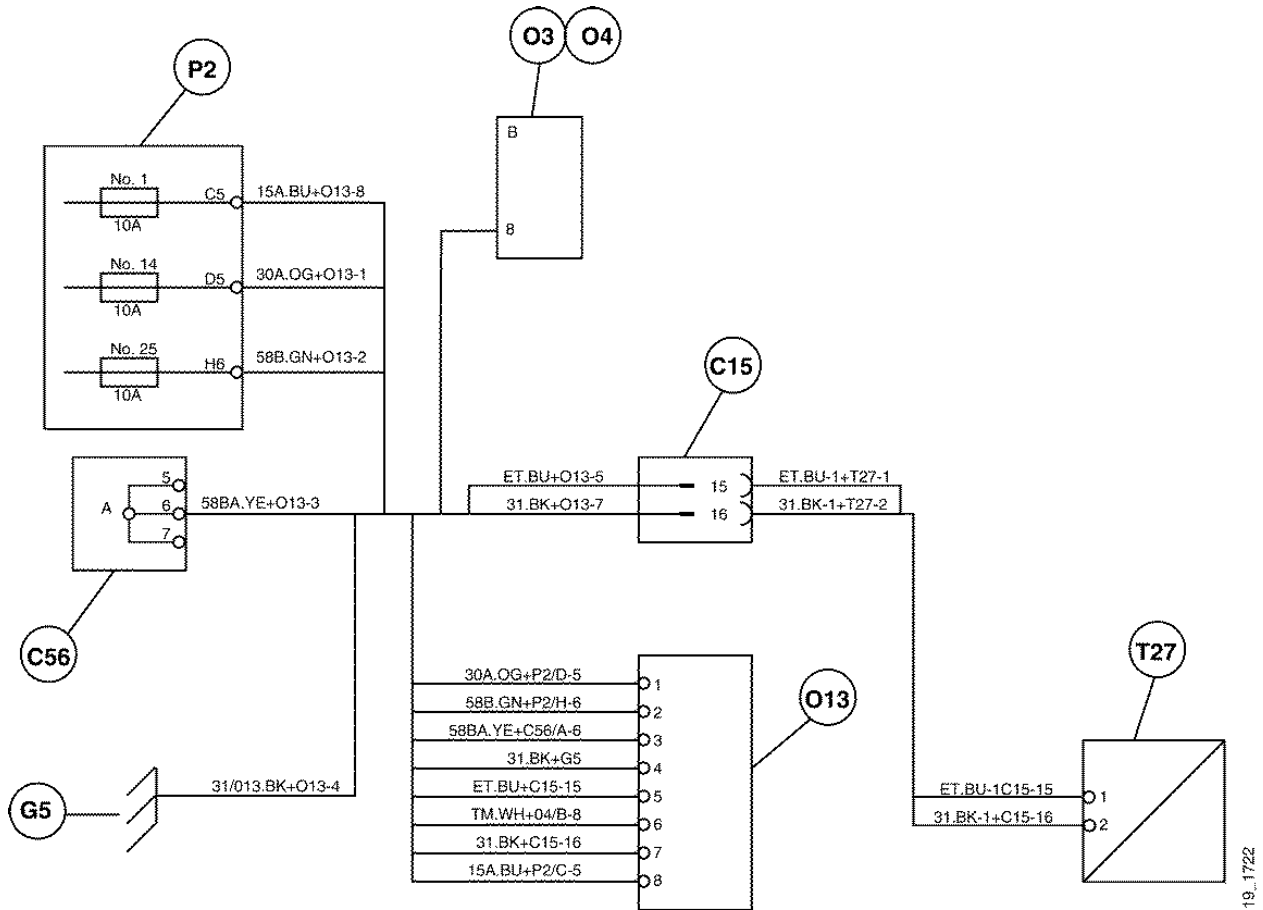 O3 O4
P2
B
No. 1
C5 15A.BU+O13-8
10A
8
No. 14
D5 30A.OG+O13-1
10A
No. 25
H6 58B.GN+O13-2
10A
C15
5
ET.BU+O13-5 15 ET.BU-1+T27-1
A 6 58BA.YE+O13-3
31.BK+O13-7 16 31.BK-1+T27-2
7
C56
T27
30A.OG+P2/D-5 1
O13
58B.GN+P2/H-6 2
58BA.YE+C56/A-6 3
31.BK+G5 4
31/013.BK+O13-4
ET.BU+C15-15 5
ET.BU-1C15-15 1
G5
TM.WH+04/B-8 6
31.BK-1+C15-16 2
31.BK+C15-16 7
15A.BU+P2/C-5 8
19_1722